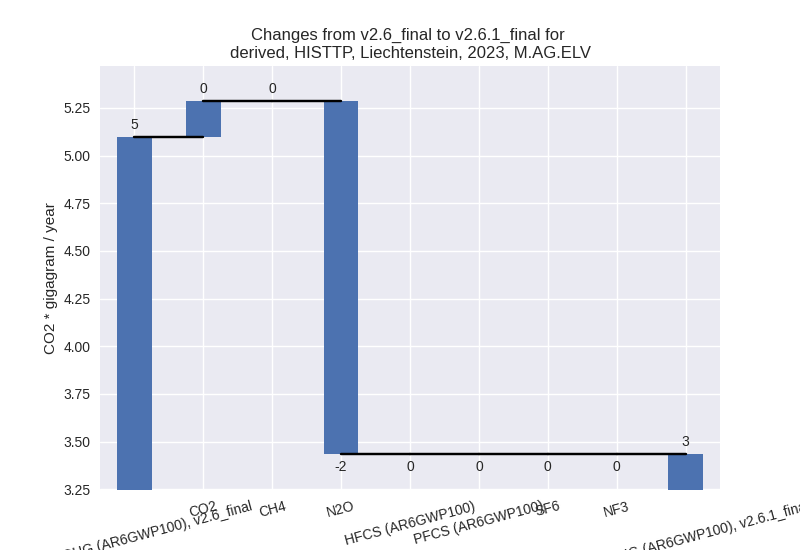 Changes from v2.6_final to v2.6.1_final for
derived, HISTTP, Liechtenstein, 2023, M.AG.ELV
CO2 * gigagram / year
5.25
5.00
4.75
4.50
4.25
4.00
3.75
3.50
3.25
5
0
0
-2
0
0
0
0
3
(AR6GWP100), v2.6_final
CO2
CH4
N2O
HFCS (AR6GWP100)
PFCS (AR6GWP100)
SF6
NF3
(AR6GWP100), v2.6.1_fina